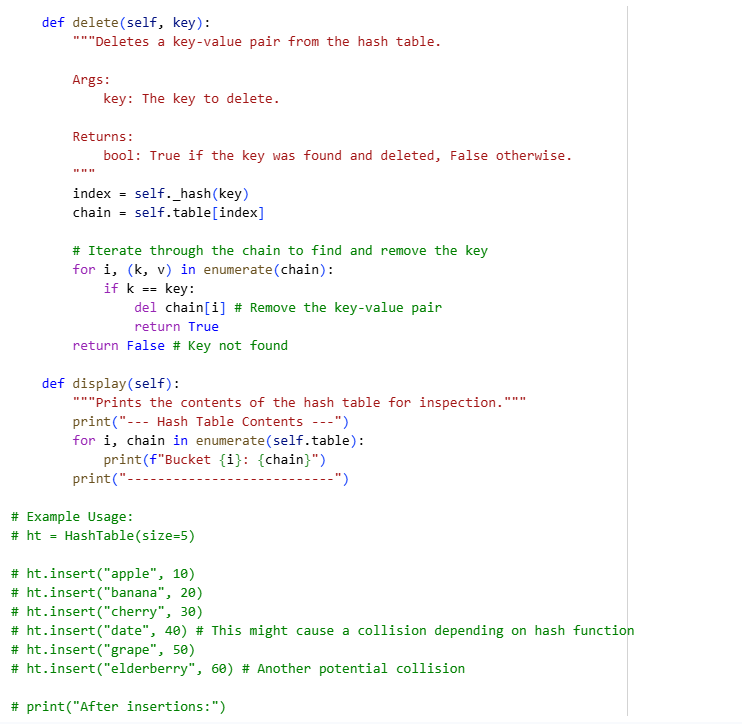 def delete(self, key):
        """Deletes a key-value pair from the hash table.

        Args:
            key: The key to delete.

        Returns:
            bool: True if the key was found and deleted, False otherwise.
        """
        index = self._hash(key)
        chain = self.table[index]

        # Iterate through the chain to find and remove the key
        for i, (k, v) in enumerate(chain):
            if k == key:
                del chain[i] # Remove the key-value pair
                return True
        return False # Key not found

    def display(self):
        """Prints the contents of the hash table for inspection."""
        print("--- Hash Table Contents ---")
        for i, chain in enumerate(self.table):
            print(f"Bucket {i}: {chain}")
        print("---------------------------")

# Example Usage:
# ht = HashTable(size=5)

# ht.insert("apple", 10)
# ht.insert("banana", 20)
# ht.insert("cherry", 30)
# ht.insert("date", 40) # This might cause a collision depending on hash function
# ht.insert("grape", 50)
# ht.insert("elderberry", 60) # Another potential collision

# print("After insertions:")